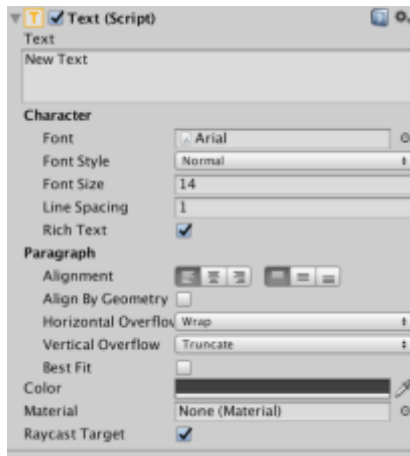 Text (Script)
Text
New Text
Character
Font Arial
Font Style Normal
Font Size 14
Line Spacing 1
Rich Text
Paragraph
Alignment
Align By Geometry
Horizontal Overflow Wrap
Vertical Overflow Truncate
Best Fit
Color
Material None (Material)
Raycast Target